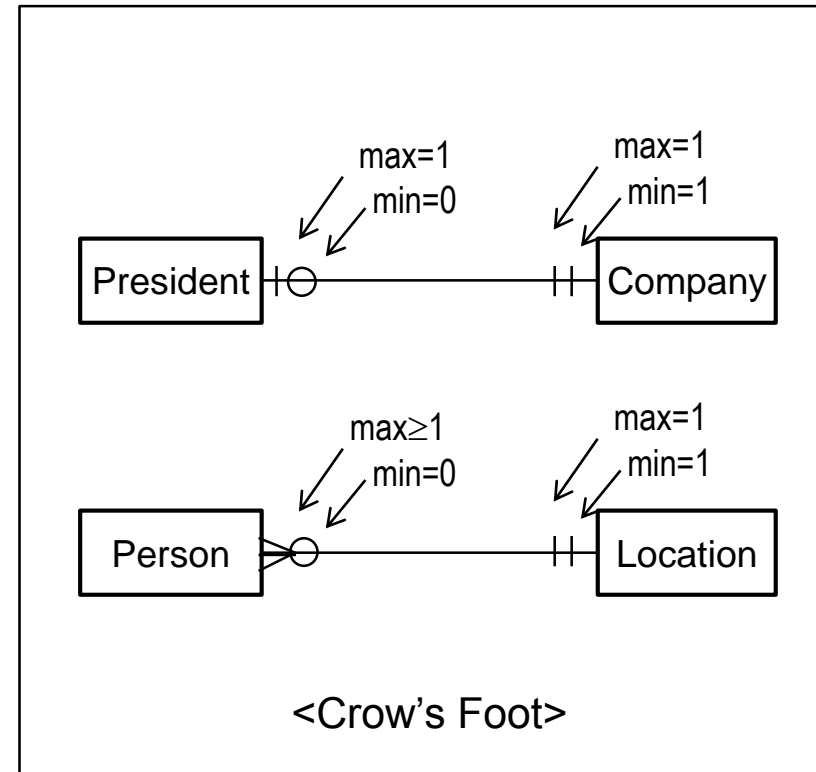 max=1
min=0
max=1
min=1
President
Company
max≥1
min=0
max=1
min=1
Person
Location
<Crow's Foot>